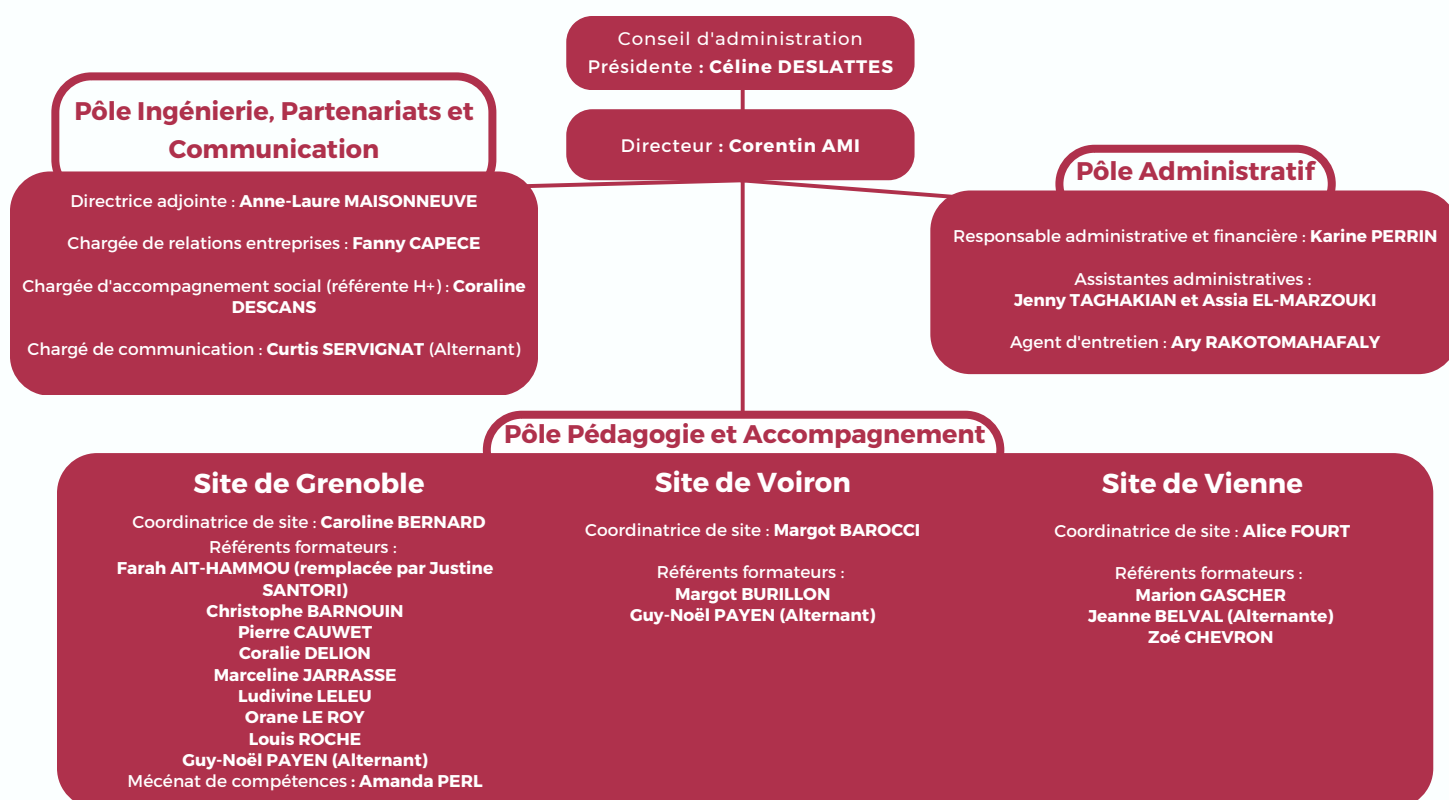 Conseil d'administration
Présidente : Céline DESLATTES
Directeur : Corentin AMI
Pôle Ingénierie, Partenariats et
Communication
Directrice adjointe : Anne-Laure MAISONNEUVE
Chargée de relations entreprises : Fanny CAPECE
Chargée d'accompagnement social (référente H+) : Coraline
DESCANS
Chargé de communication : Curtis SERVIGNAT (Alternant)
Pôle Administratif
Responsable administrative et financière : Karine PERRIN
Assistantes administratives :
Jenny TAGHAKIAN et Assia EL-MARZOUKI
Agent d'entretien : Ary RAKOTOMAHAFALY
Pôle Pédagogie et Accompagnement
Site de Grenoble
Coordinatrice de site : Caroline BERNARD
Référents formateurs :
Farah AIT-HAMMOU (remplacée par Justine
SANTORI)
Christophe BARNOUIN
Pierre CAUWET
Coralie DELION
Marceline JARRASSE
Ludivine LELEU
Orane LE ROY
Louis ROCHE
Guy-Noël PAYEN (Alternant)
Mécénat de compétences : Amanda PERL
Site de Voiron
Coordinatrice de site : Margot BAROCCI
Référents formateurs :
Margot BURILLON
Guy-Noël PAYEN (Alternant)
Site de Vienne
Coordinatrice de site : Alice FOURT
Référents formateurs :
Marion GASCHER
Jeanne BELVAL (Alternante)
Zoé CHEVRON